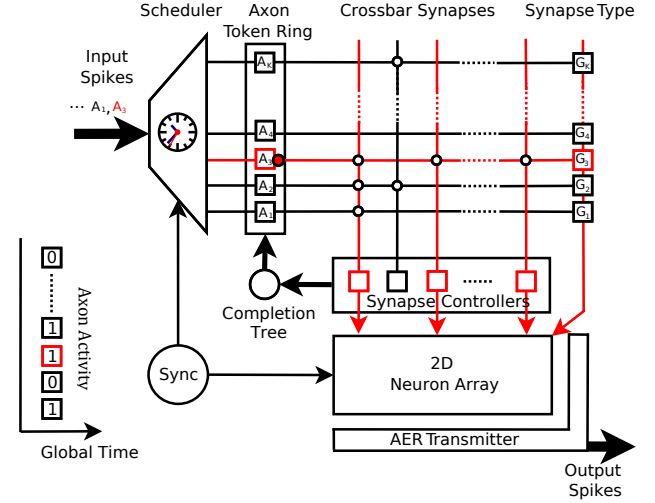 Scheduler
Axon
Token Ring
Crossbar Synapses
Synapse Type
Input
Spikes
··· A1,A3
AK
GK
A4
G4
A3
G3
A2
G2
A1
G1
0
1
1
0
1
Axon Activity
Global Time
Synapse Controllers
Completion
Tree
Sync
2D
Neuron Array
AER Transmitter
Output
Spikes